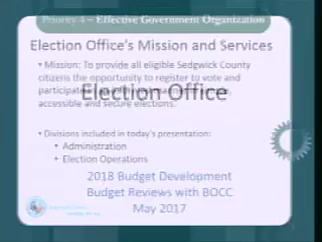 Priority 4 – Effective Government Organization
Election Office's Mission and Services
• Mission: To provide all eligible Sedgwick County
citizens the opportunity to register to vote and
participate
Election Office
accessible and secure elections.
• Divisions included in today's presentation:
• Administration
• Election Operations
2018 Budget Development
Budget Reviews with BOCC
May 2017